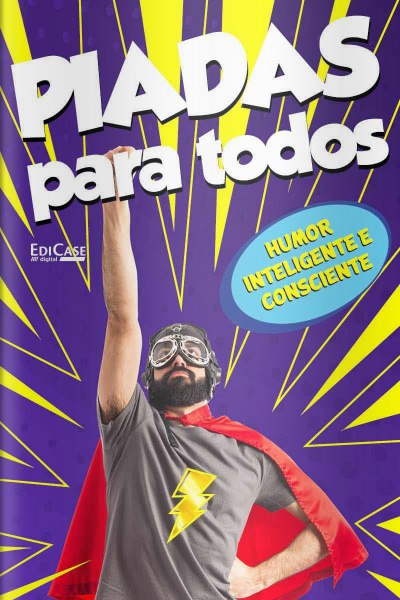 PIADAS
para todos
HUMOR
INTELIGENTE E
CONSCIENTE
EDICASE
digital